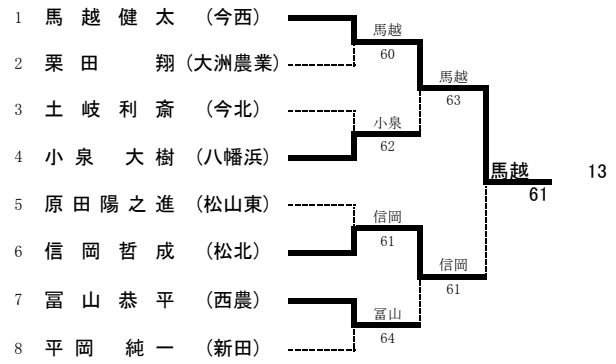 1 馬越健太 (今西)
馬越
60
2 栗田 翔 (大洲農業)
馬越
63
3 土岐利斎 (今北)
小泉
62
4 小泉 大樹 (八幡浜)
馬越 13
61
5 原田陽之進 (松山東)
信岡
61
6 信岡哲成 (松北)
信岡
61
7 冨山恭平 (西農)
冨山
64
8 平岡 純一 (新田)